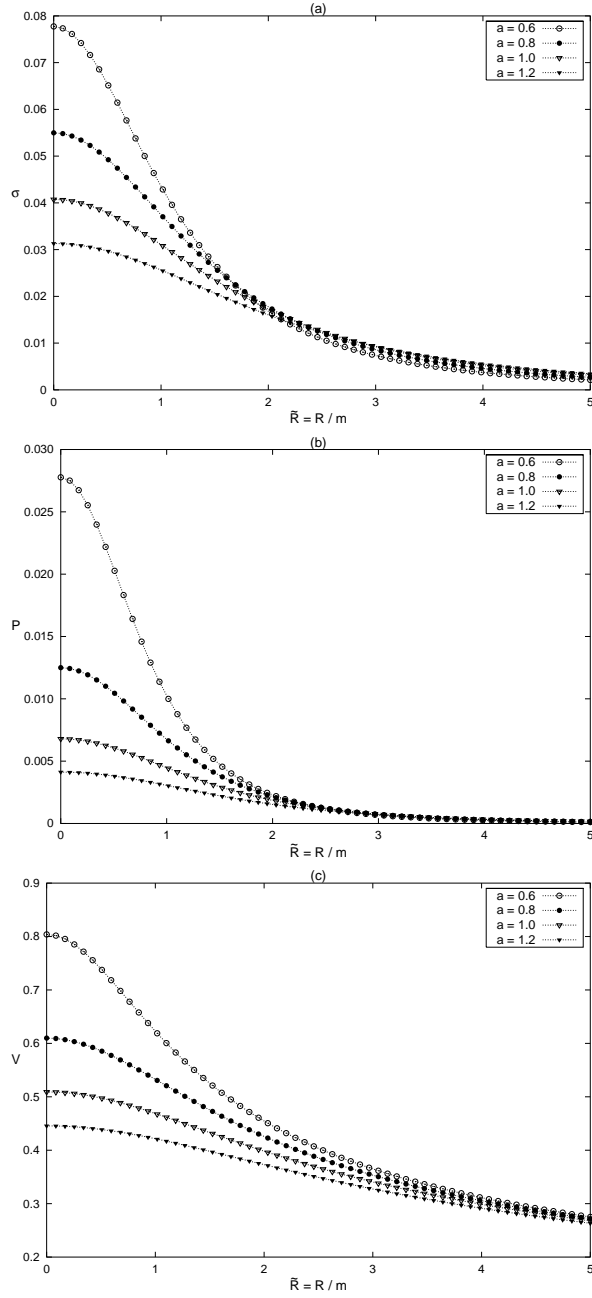 (a)
a = 0.6
a = 0.8
a = 1.0
a = 1.2
0.08
0.07
0.06
0.05
σ
0.04
0.03
0.02
0.01
0
0 1 2 3 4 5
R̃ = R / m
(b)
a = 0.6
a = 0.8
a = 1.0
a = 1.2
0.030
0.025
0.020
P
0.015
0.010
0.005
0
0 1 2 3 4 5
R̃ = R / m
(c)
a = 0.6
a = 0.8
a = 1.0
a = 1.2
0.9
0.8
0.7
0.6
V
0.5
0.4
0.3
0.2
0 1 2 3 4 5
R̃ = R / m